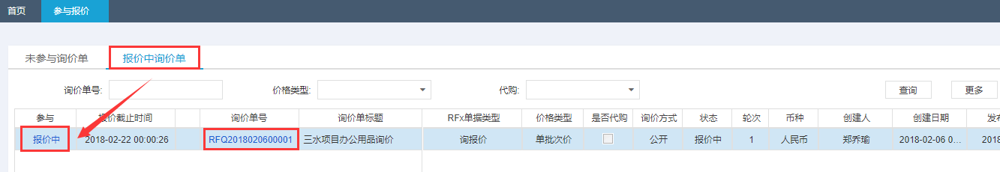 首页 参与报价
未参与询价单 报价中询价单
询价单号: 价格类型: 代购: 查询 更多
参与 报价截止时间 询价单号 询价单标题 RFx单据类型 价格类型 是否代购 询价方式 状态 轮次 币种 创建人 创建日期 发布
报价中 2018-02-22 00:00:26 RFQ2018020600001 三水项目办公用品询价 询报价 单批次价 公开 报价中 1 人民币 郑乔瑜 2018-02-06 0... 2018